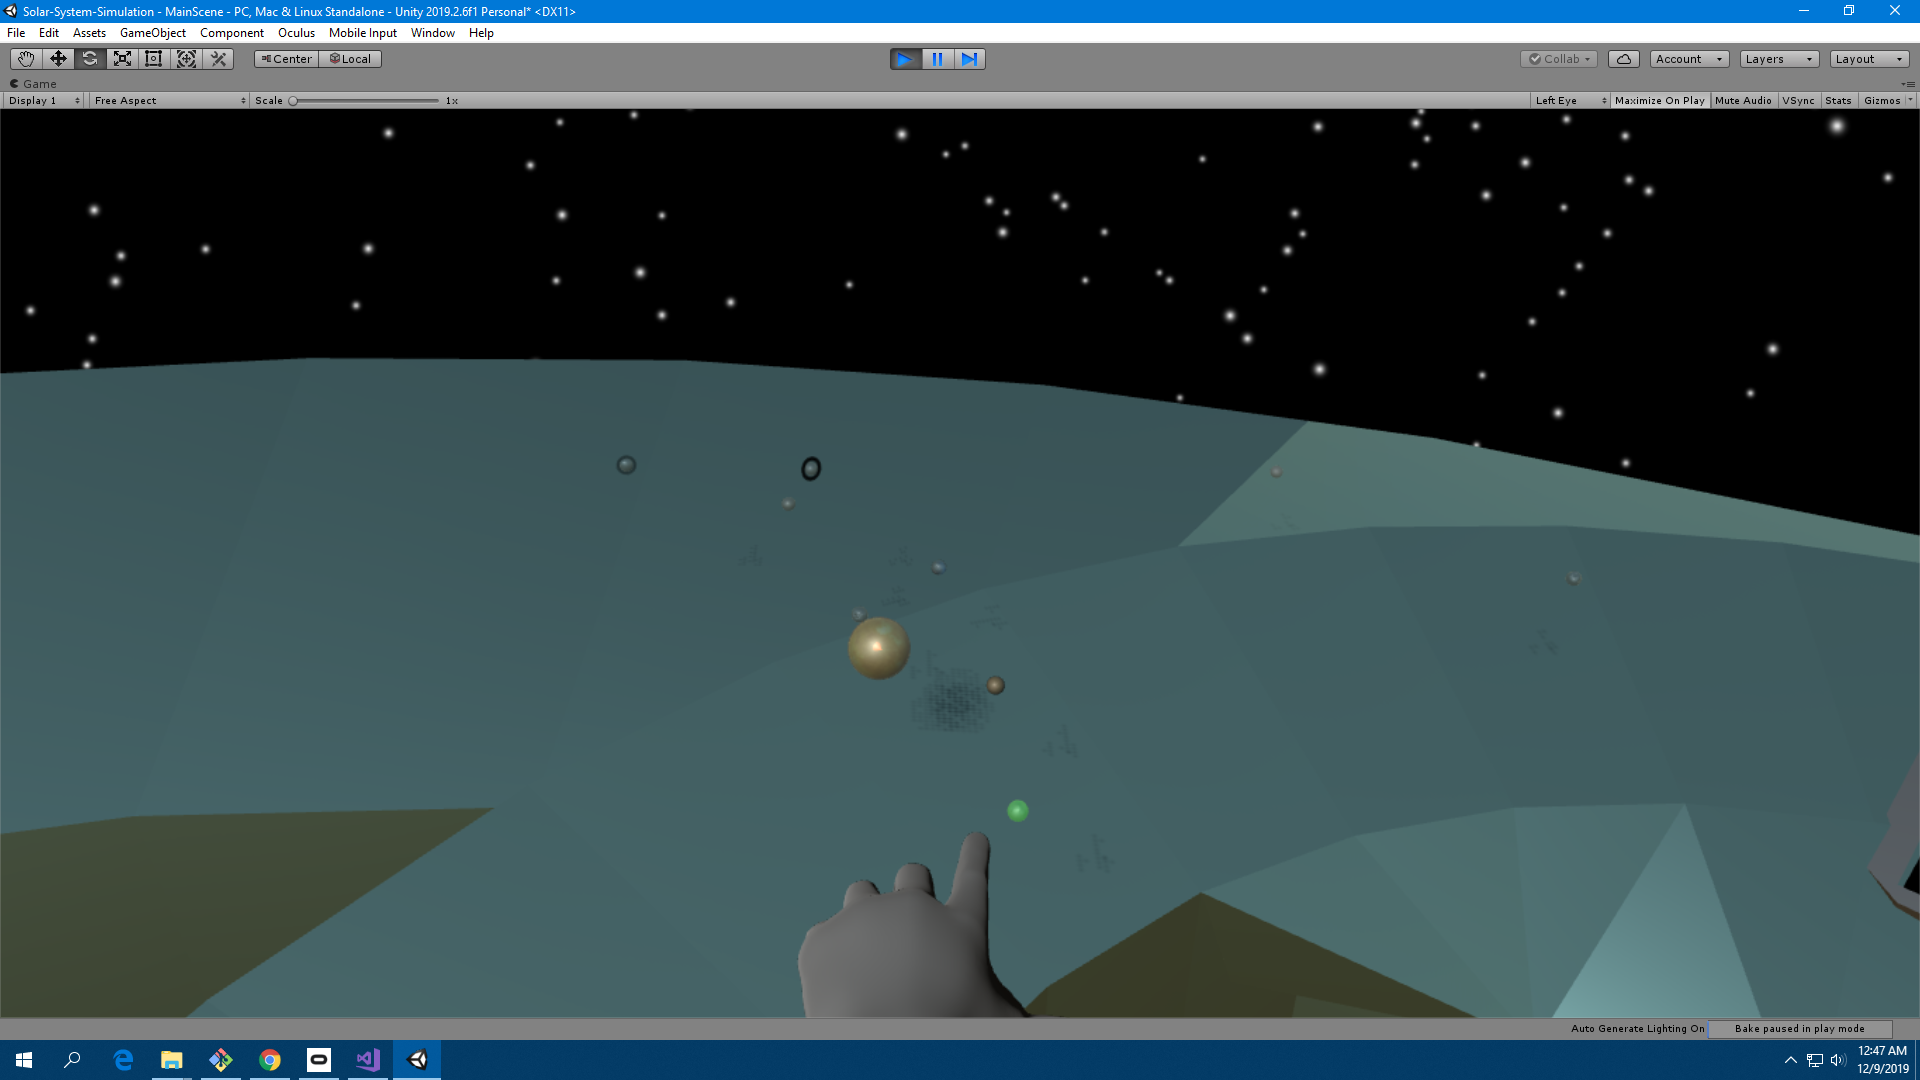 Solar-System-Simulation - MainScene - PC, Mac & Linux Standalone - Unity 2019.2.6f1 Personal* <DX11>
File Edit Assets GameObject Component Oculus Mobile Input Window Help
Center Local Collab Account Layers Layout
Game
Display 1 Free Aspect Scale 1x Left Eye Maximize On Play Mute Audio VSync Stats Gizmos
Auto Generate Lighting On Bake paused in play mode
12:47 AM
12/9/2019